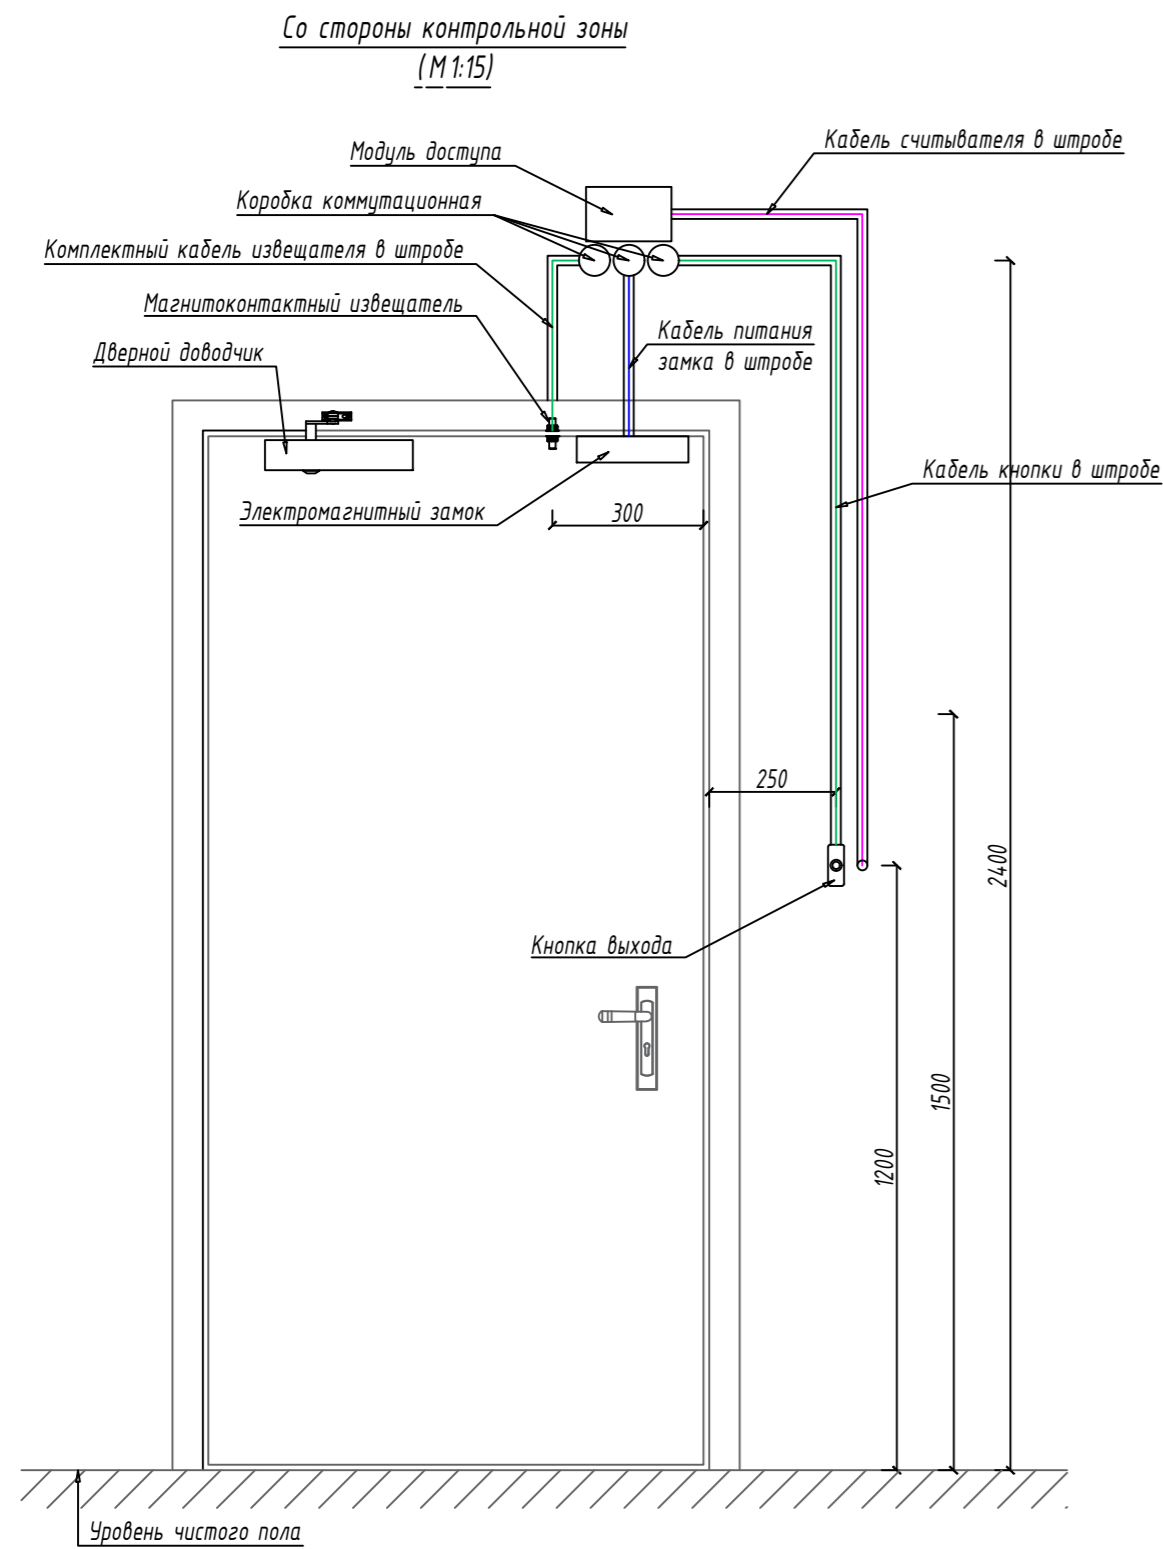 Со стороны контрольной зоны
(М 1:15)
Кабель считывателя в штробе
Модуль доступа
Коробка коммутационная
Комплектный кабель извещателя в штробе
Магнитоконтактный извещатель
Кабель питания
замка в штробе
Дверной доводчик
Кабель кнопки в штробе
Электромагнитный замок
300
250
2400
Кнопка выхода
1500
1200
Уровень чистого пола